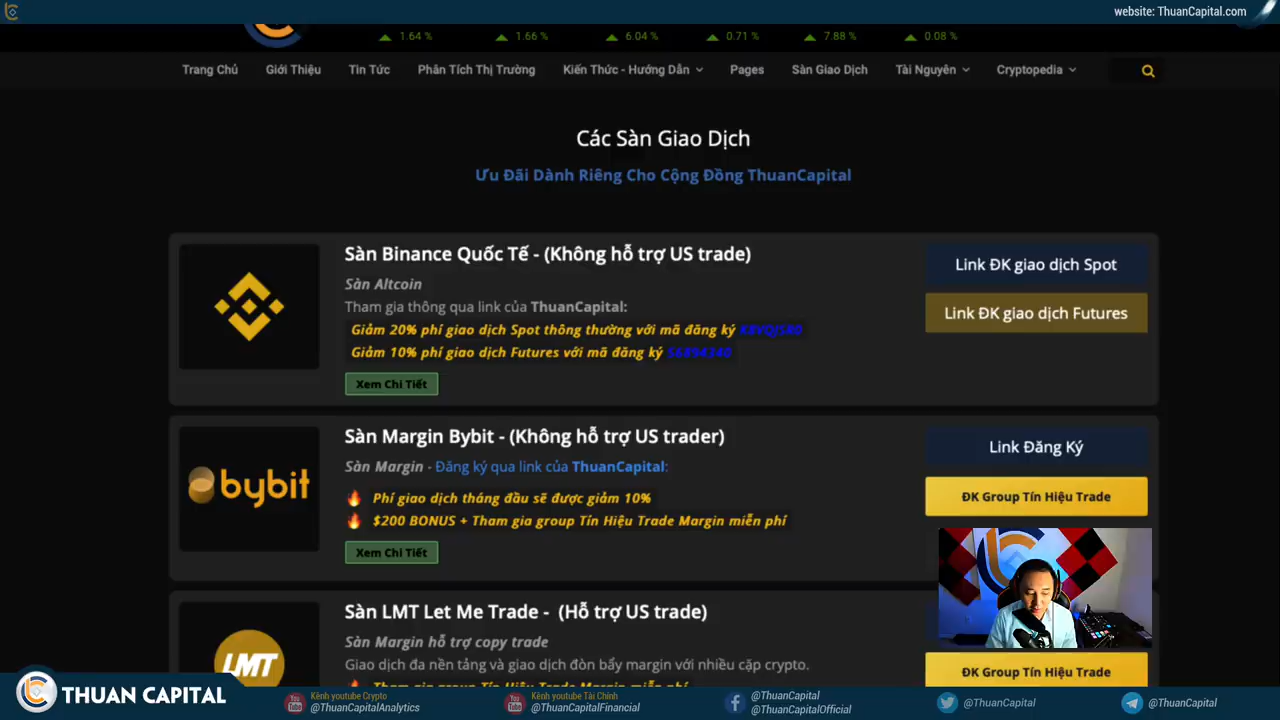 website: ThuanCapital.com
1.64 % 1.66 % 6.04 % 0.71 % 7.88 % 0.08 %
Trang Chủ Giới Thiệu Tin Tức Phân Tích Thị Trường Kiến Thức - Hướng Dẫn Pages Sàn Giao Dịch Tài Nguyên Cryptopedia
Các Sàn Giao Dịch
Ưu Đãi Dành Riêng Cho Cộng Đồng ThuanCapital
Sàn Binance Quốc Tế - (Không hỗ trợ US trade)
Sàn Altcoin
Tham gia thông qua link của ThuanCapital:
Giảm 20% phí giao dịch Spot thông thường với mã đăng ký
Giảm 10% phí giao dịch Futures với mã đăng ký
Xem Chi Tiết
Link ĐK giao dịch Spot
Link ĐK giao dịch Futures
bybit
Sàn Margin Bybit - (Không hỗ trợ US trader)
Sàn Margin - Đăng ký qua link của ThuanCapital:
Phí giao dịch tháng đầu sẽ được giảm 10%
$200 BONUS + Tham gia group Tín Hiệu Trade Margin miễn phí
Xem Chi Tiết
Link Đăng Ký
ĐK Group Tín Hiệu Trade
LMT
Sàn LMT Let Me Trade - (Hỗ trợ US trade)
Sàn Margin hỗ trợ copy trade
Giao dịch đa nền tảng và giao dịch đòn bẩy margin với nhiều cặp crypto.
Tham gia group Tín Hiệu Trade Margin miễn phí
ĐK Group Tín Hiệu Trade
THUAN CAPITAL
Kênh youtube Crypto
@ThuanCapitalAnalytics
Kênh youtube Tài Chính
@ThuanCapitalFinancial
@ThuanCapital
@ThuanCapitalOfficial
@ThuanCapital
@ThuanCapital